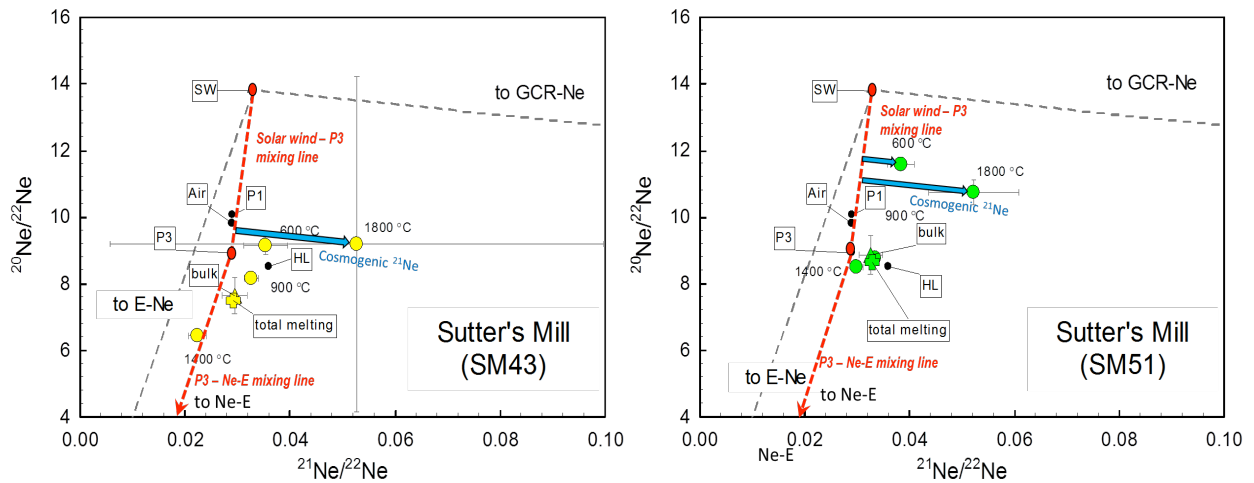 16
14
12
10
8
6
4
0.00
0.02
0.04
0.06
0.08
0.10
²⁰Ne/²²Ne
²¹Ne/²²Ne
SW
to GCR-Ne
Solar wind – P3
mixing line
Air
P1
600 °C
1800 °C
P3
HL
Cosmogenic ²¹Ne
bulk
900 °C
to E-Ne
total melting
Sutter's Mill
(SM43)
1400 °C
P3 – Ne-E mixing line
to Ne-E
16
14
12
10
8
6
4
0.00
0.02
0.04
0.06
0.08
0.10
²⁰Ne/²²Ne
²¹Ne/²²Ne
SW
to GCR-Ne
Solar wind – P3
mixing line
600 °C
1800 °C
Air
P1
Cosmogenic ²¹Ne
900 °C
P3
bulk
1400 °C
HL
total melting
Sutter's Mill
(SM51)
P3 – Ne-E mixing line
to E-Ne
to Ne-E
Ne-E